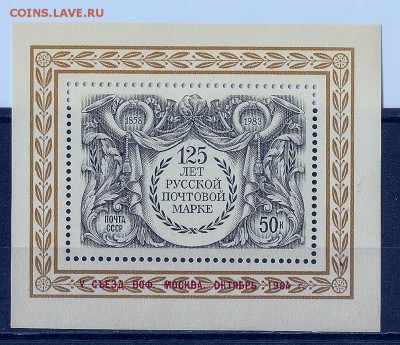 COINS.LAVE.RU
1858 1983
125
ЛЕТ
РУССКОЙ
ПОЧТОВОЙ
МАРКЕ
ПОЧТА
СССР
50к
V СЪЕЗД ВОФ. МОСКВА. ОКТЯБРЬ 1984 г.